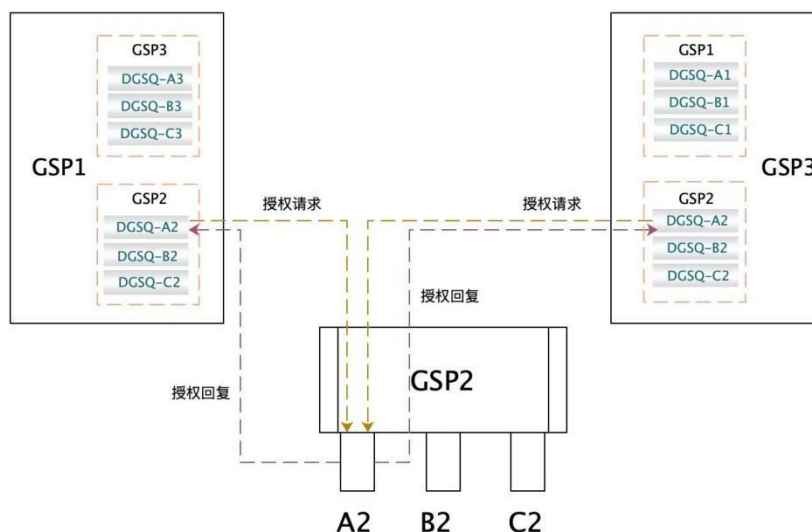 GSP3
DGSQ-A3
DGSQ-B3
DGSQ-C3
GSP1
GSP2
DGSQ-A2
DGSQ-B2
DGSQ-C2
GSP1
DGSQ-A1
DGSQ-B1
DGSQ-C1
GSP3
GSP2
DGSQ-A2
DGSQ-B2
DGSQ-C2
授权请求
授权请求
授权回复
授权回复
GSP2
A2
B2
C2